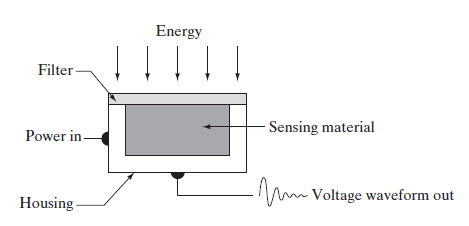 Energy
Filter
Power in
Sensing material
Housing
Voltage waveform out